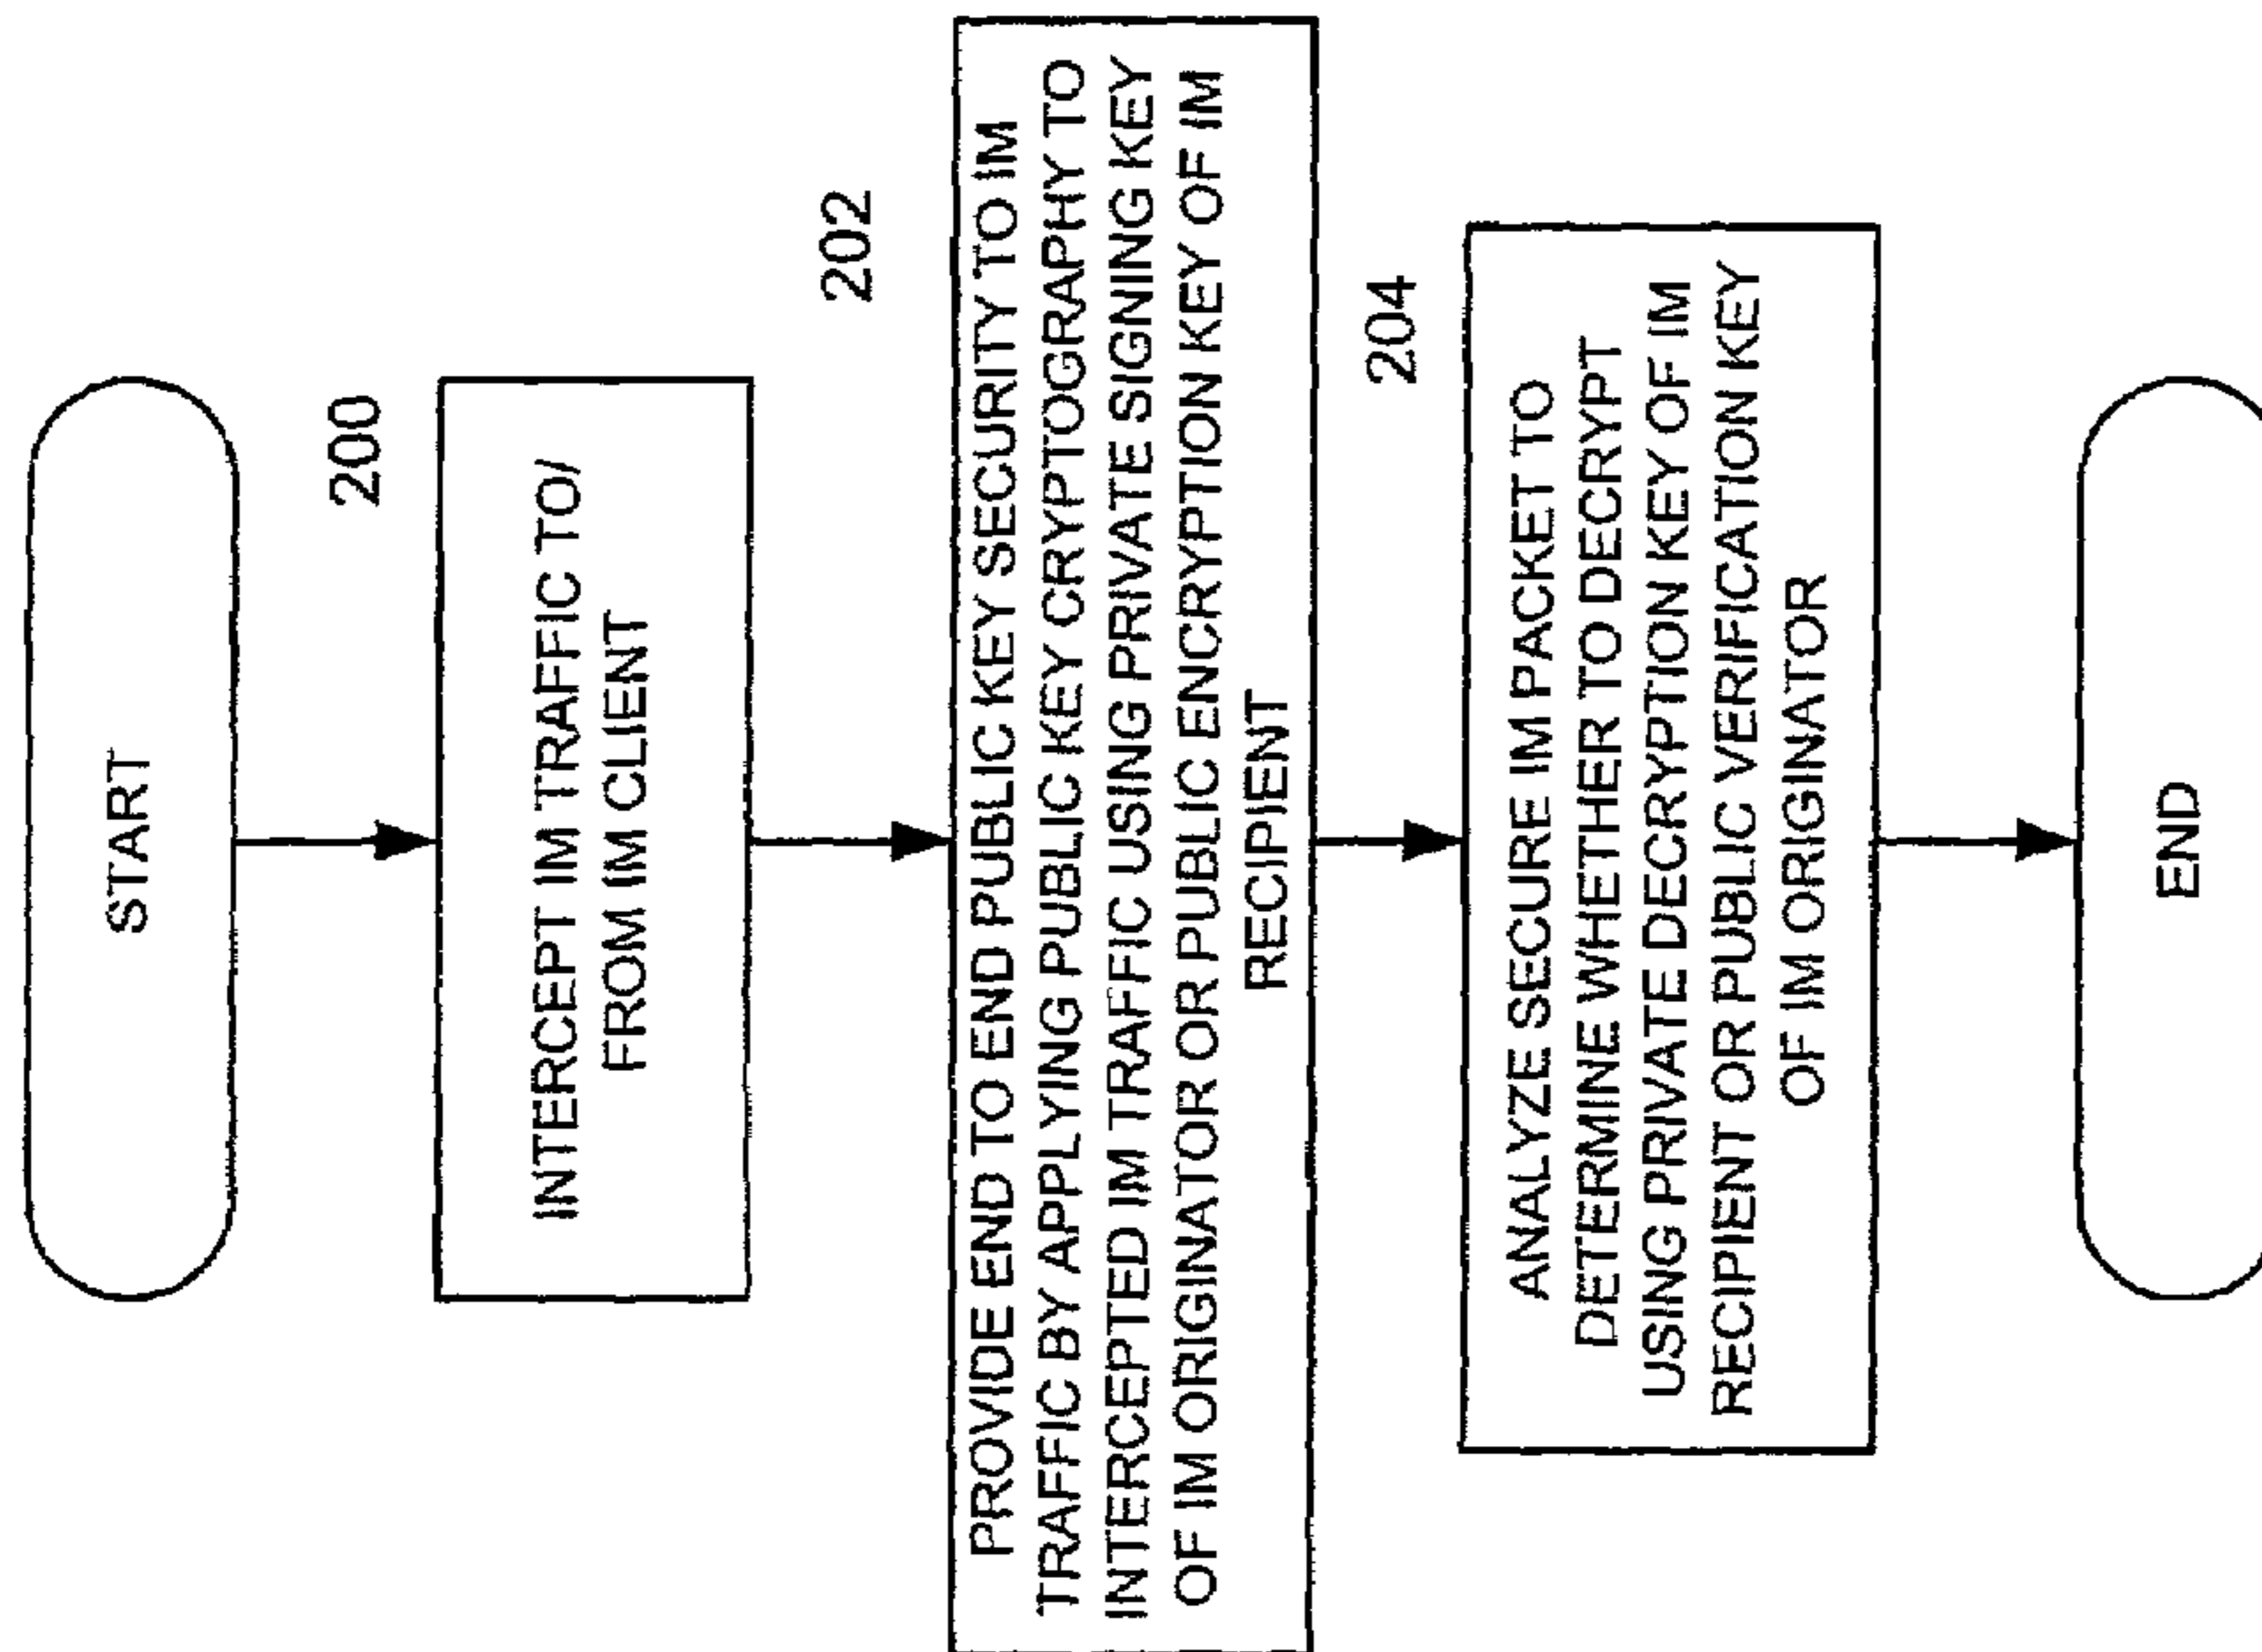 START
200
INTERCEPT IM TRAFFIC TO/
FROM IM CLIENT
202
PROVIDE END TO END PUBLIC KEY SECURITY TO IM
TRAFFIC BY APPLYING PUBLIC KEY CRYPTOGRAPHY TO
INTERCEPTED IM TRAFFIC USING PRIVATE SIGNING KEY
OF IM ORIGINATOR OR PUBLIC ENCRYPTION KEY OF IM
RECIPIENT
204
ANALYZE SECURE IM PACKET TO
DETERMINE WHETHER TO DECRYPT
USING PRIVATE DECRYPTION KEY OF IM
RECIPIENT OR PUBLIC VERIFICATION KEY
OF IM ORIGINATOR
END